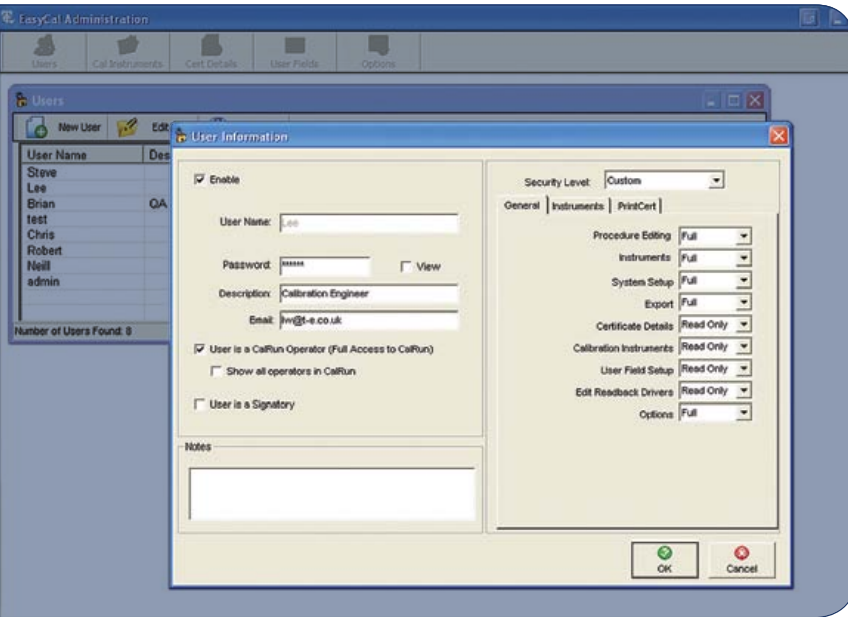 EasyCal Administration
Users Cal Instruments Cert Details User Fields Options
Users
New User Edit
User Name Des
Steve
Lee
Brian QA
test
Chris
Robert
Neill
admin
Number of Users Found: 8
User Information
Enable
User Name: Lee
Password: ******
View
Description: Calibration Engineer
Email: lw@t-e.co.uk
User is a CalRun Operator (Full Access to CalRun)
Show all operators in CalRun
User is a Signatory
Notes
Security Level: Custom
General Instruments PrintCert
Procedure Editing Full
Instruments Full
System Setup Full
Export Full
Certificate Details Read Only
Calibration Instruments Read Only
User Field Setup Read Only
Edit Readback Drivers Read Only
Options Full
OK Cancel